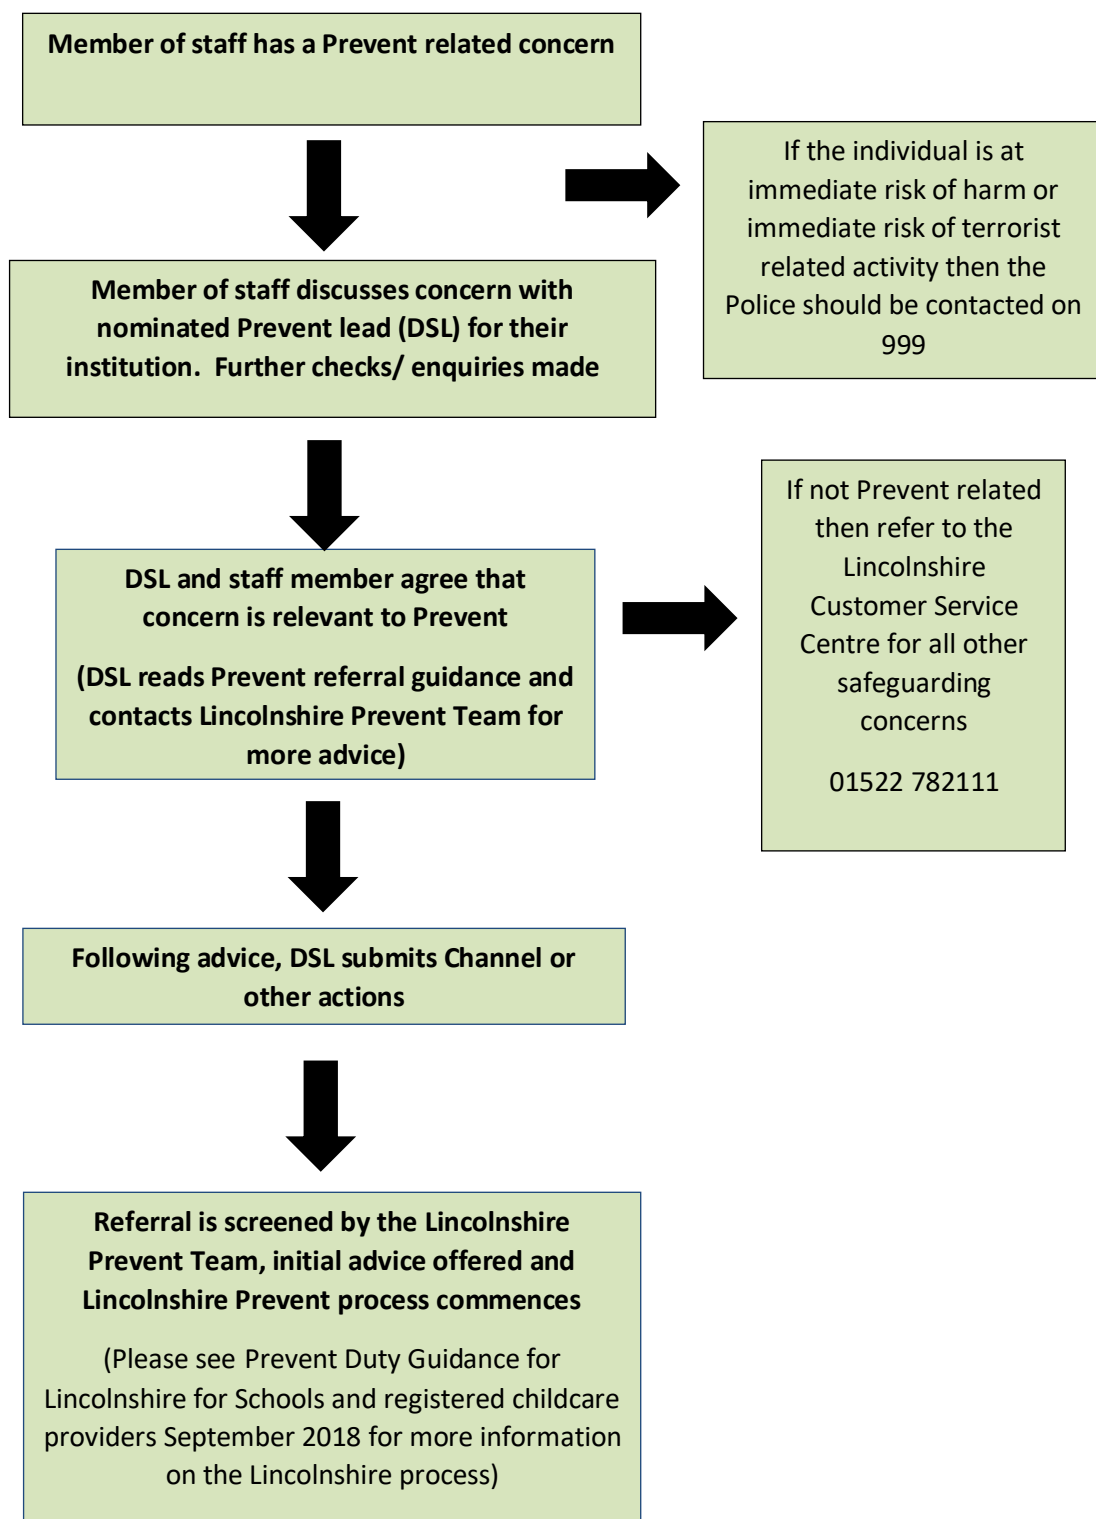 Member of staff has a Prevent related concern
If the individual is at
immediate risk of harm or
immediate risk of terrorist
related activity then the
Police should be contacted on
999
Member of staff discusses concern with
nominated Prevent lead (DSL) for their
institution.  Further checks/ enquiries made
DSL and staff member agree that
concern is relevant to Prevent
(DSL reads Prevent referral guidance and
contacts Lincolnshire Prevent Team for
more advice)
If not Prevent related
then refer to the
Lincolnshire
Customer Service
Centre for all other
safeguarding
concerns
01522 782111
Following advice, DSL submits Channel or
other actions
Referral is screened by the Lincolnshire
Prevent Team, initial advice offered and
Lincolnshire Prevent process commences
(Please see Prevent Duty Guidance for
Lincolnshire for Schools and registered childcare
providers September 2018 for more information
on the Lincolnshire process)